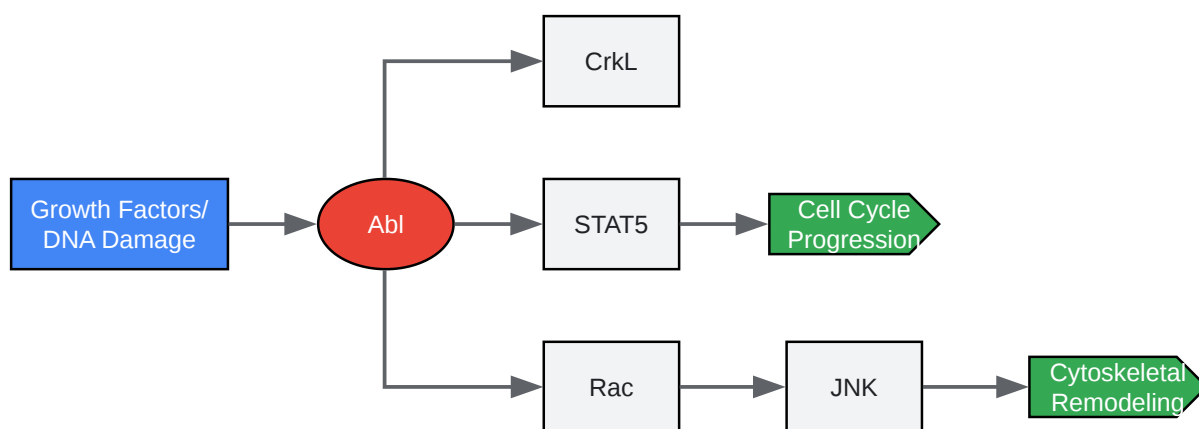 CrkL
Growth Factors/
DNA Damage
Abl
STAT5
Cell Cycle
Progression
Rac
JNK
Cytoskeletal
Remodeling